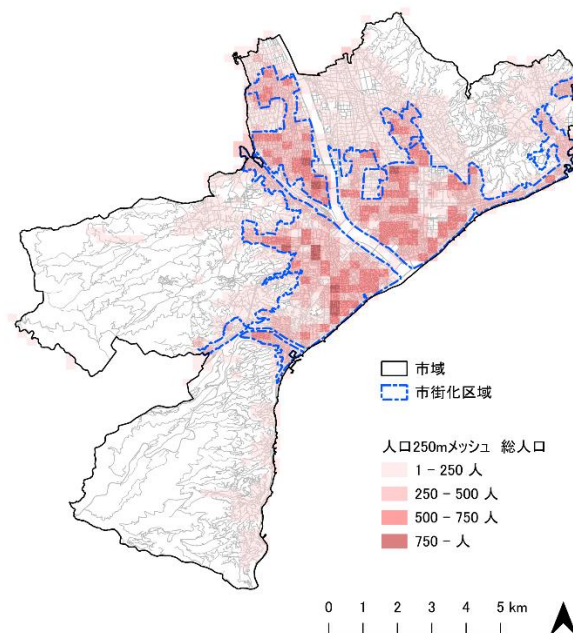 市域
市街化区域
人口250mメッシュ 総人口
1 - 250 人
250 - 500 人
500 - 750 人
750 - 人
0 1 2 3 4 5 km